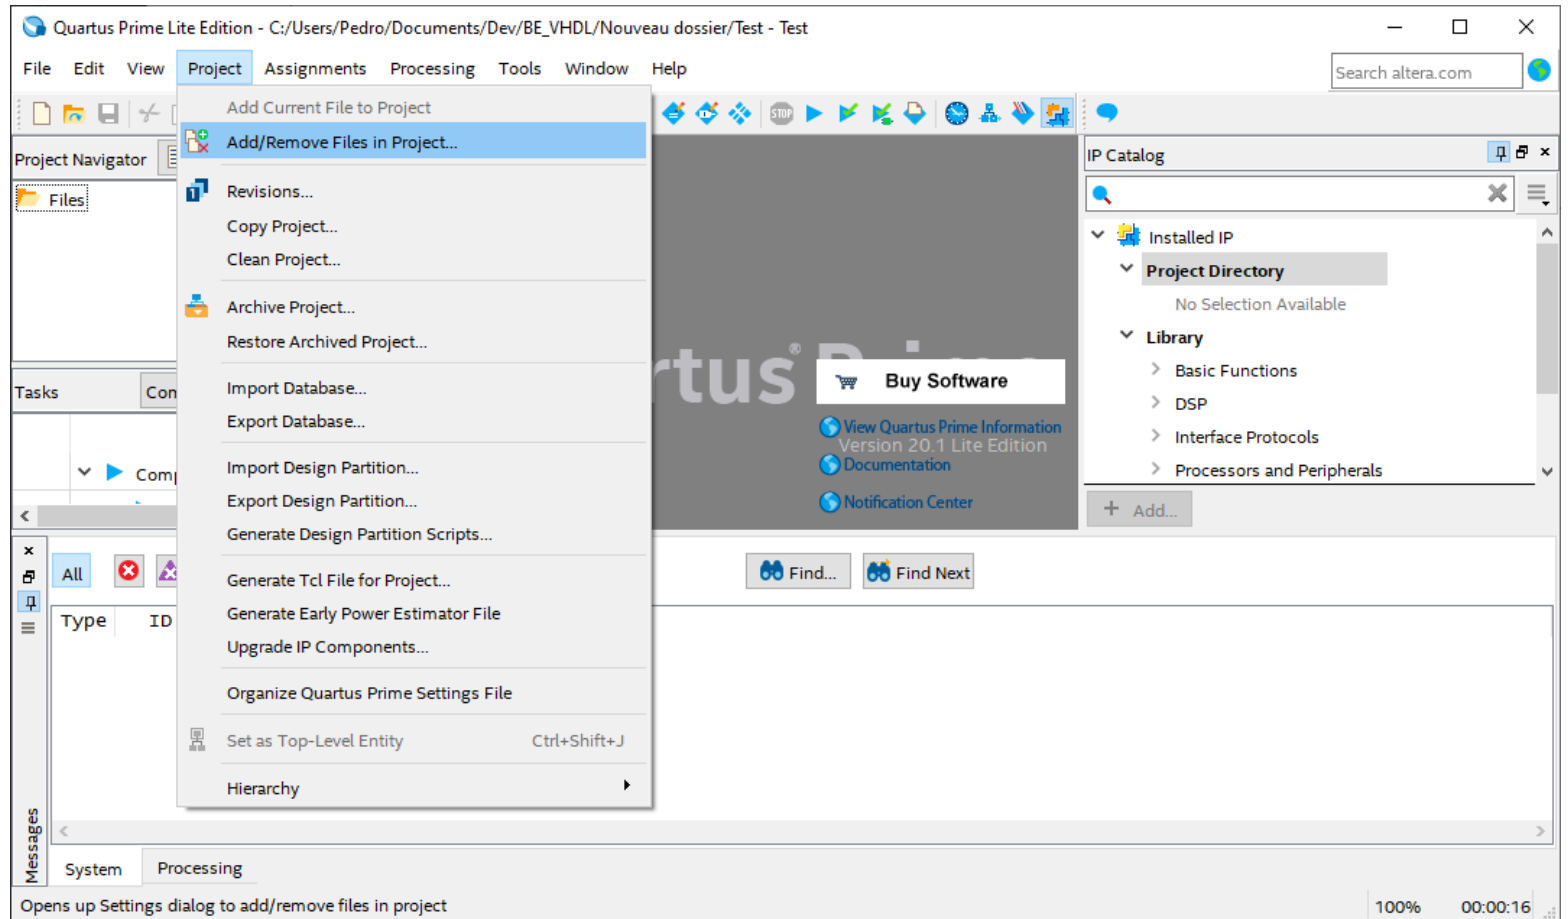 Quartus Prime Lite Edition - C:/Users/Pedro/Documents/Dev/BE_VHDL/Nouveau dossier/Test - Test
File Edit View Project Assignments Processing Tools Window Help
Search altera.com
Add Current File to Project
Add/Remove Files in Project...
Revisions...
Copy Project...
Clean Project...
Archive Project...
Restore Archived Project...
Import Database...
Export Database...
Import Design Partition...
Export Design Partition...
Generate Design Partition Scripts...
Generate Tcl File for Project...
Generate Early Power Estimator File
Upgrade IP Components...
Organize Quartus Prime Settings File
Set as Top-Level Entity Ctrl+Shift+J
Hierarchy
STOP
Project Navigator
Files
Tasks
Buy Software
View Quartus Prime Information
Version 20.1 Lite Edition
Documentation
Notification Center
IP Catalog
Installed IP
Project Directory
No Selection Available
Library
Basic Functions
DSP
Interface Protocols
Processors and Peripherals
+ Add...
All
Find... Find Next
Type ID
Messages
System Processing
Opens up Settings dialog to add/remove files in project
100% 00:00:16